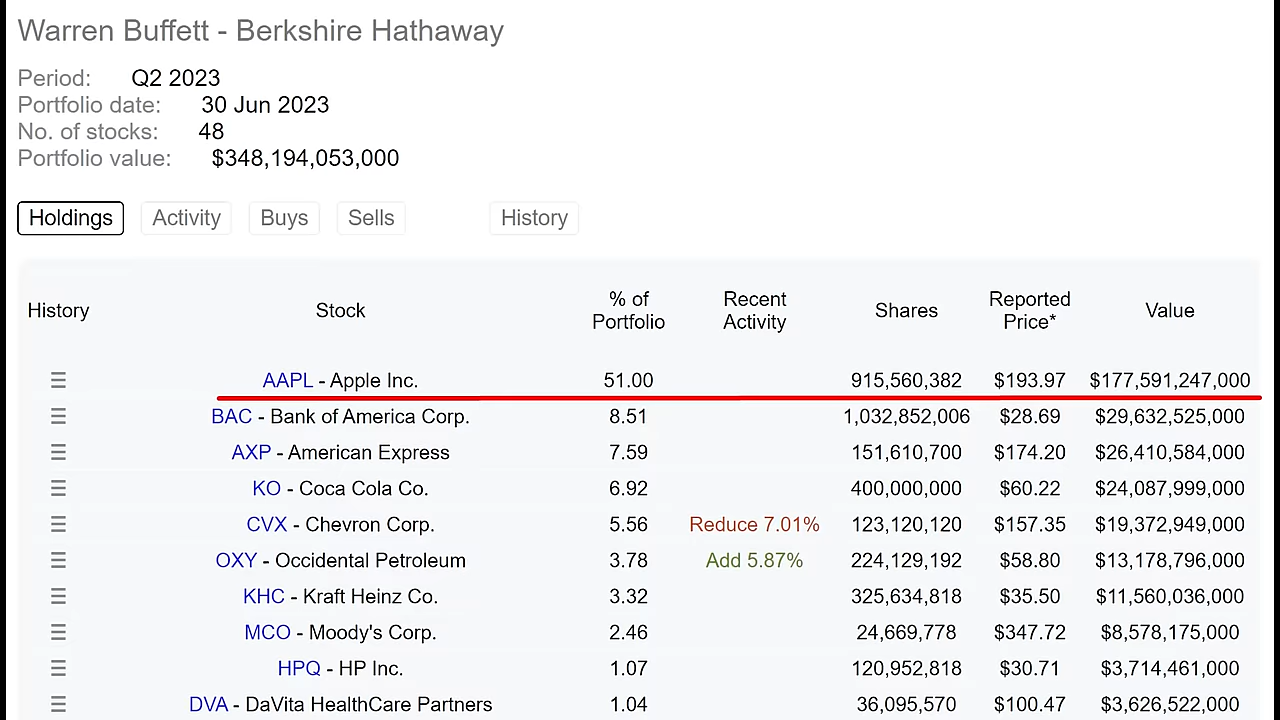 Warren Buffett - Berkshire Hathaway
Period: Q2 2023
Portfolio date: 30 Jun 2023
No. of stocks: 48
Portfolio value: $348,194,053,000
Holdings Activity Buys Sells History
History Stock % of Portfolio Recent Activity Shares Reported Price* Value
AAPL - Apple Inc. 51.00 915,560,382 $193.97 $177,591,247,000
BAC - Bank of America Corp. 8.51 1,032,852,006 $28.69 $29,632,525,000
AXP - American Express 7.59 151,610,700 $174.20 $26,410,584,000
KO - Coca Cola Co. 6.92 400,000,000 $60.22 $24,087,999,000
CVX - Chevron Corp. 5.56 Reduce 7.01% 123,120,120 $157.35 $19,372,949,000
OXY - Occidental Petroleum 3.78 Add 5.87% 224,129,192 $58.80 $13,178,796,000
KHC - Kraft Heinz Co. 3.32 325,634,818 $35.50 $11,560,036,000
MCO - Moody's Corp. 2.46 24,669,778 $347.72 $8,578,175,000
HPQ - HP Inc. 1.07 120,952,818 $30.71 $3,714,461,000
DVA - DaVita HealthCare Partners 1.04 36,095,570 $100.47 $3,626,522,000